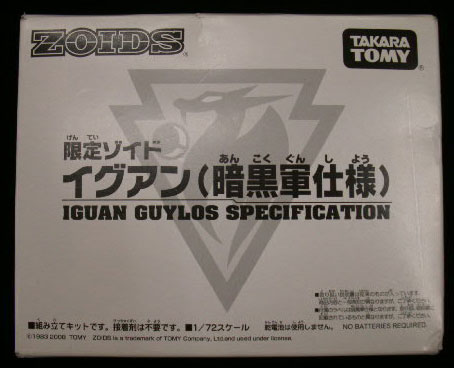 ZOIDS
TAKARA
TOMY
げん てい
限定ゾイド
あん こく ぐん し よう
イグアン(暗黒軍仕様)
IGUAN GUYLOS SPECIFICATION
■組み立てキットです。接着剤は不要です。 ■1/72スケール 乾電池は使用しません。 NO BATTERIES REQUIRED.
TOMY ZOIDS is a trademark of TOMY Company, Ltd.and used under license.